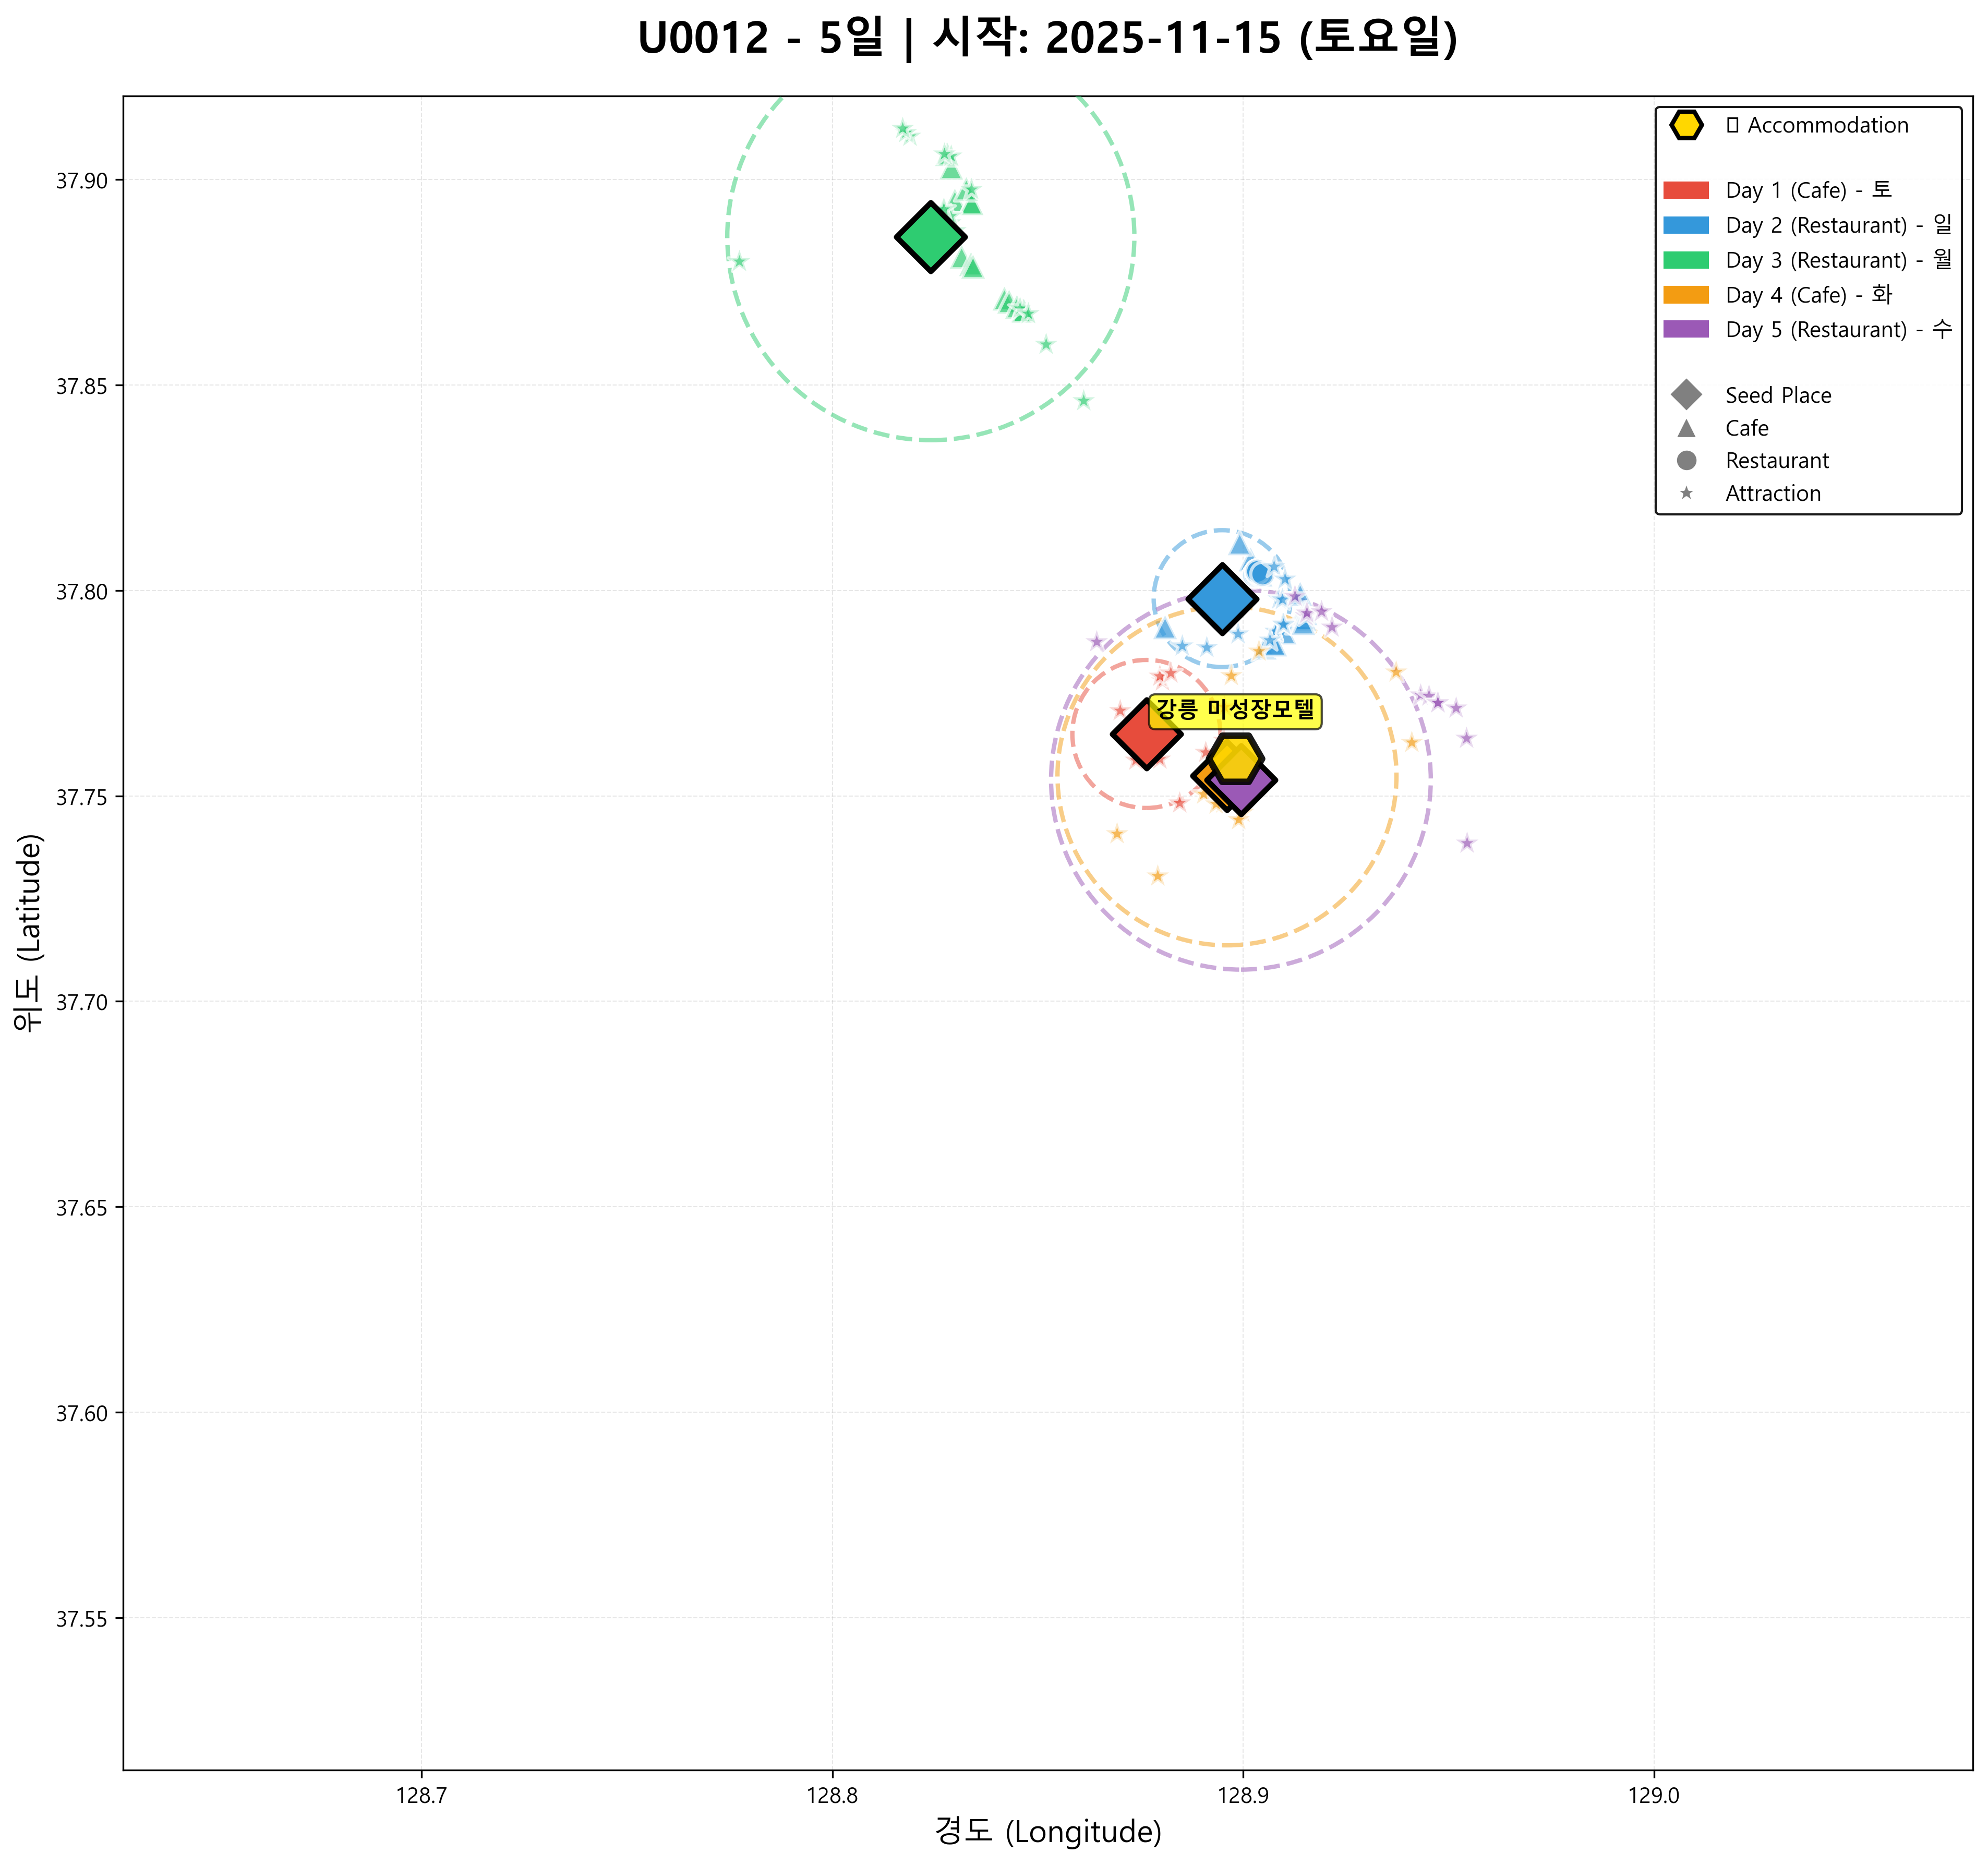 U0012 - 5일 | 시작: 2025-11-15 (토요일)
Accommodation
Day 1 (Cafe) - 토
Day 2 (Restaurant) - 일
Day 3 (Restaurant) - 월
Day 4 (Cafe) - 화
Day 5 (Restaurant) - 수
Seed Place
Cafe
Restaurant
Attraction
강릉 미성장모텔
위도 (Latitude)
37.90
37.85
37.80
37.75
37.70
37.65
37.60
37.55
128.7
128.8
128.9
129.0
경도 (Longitude)